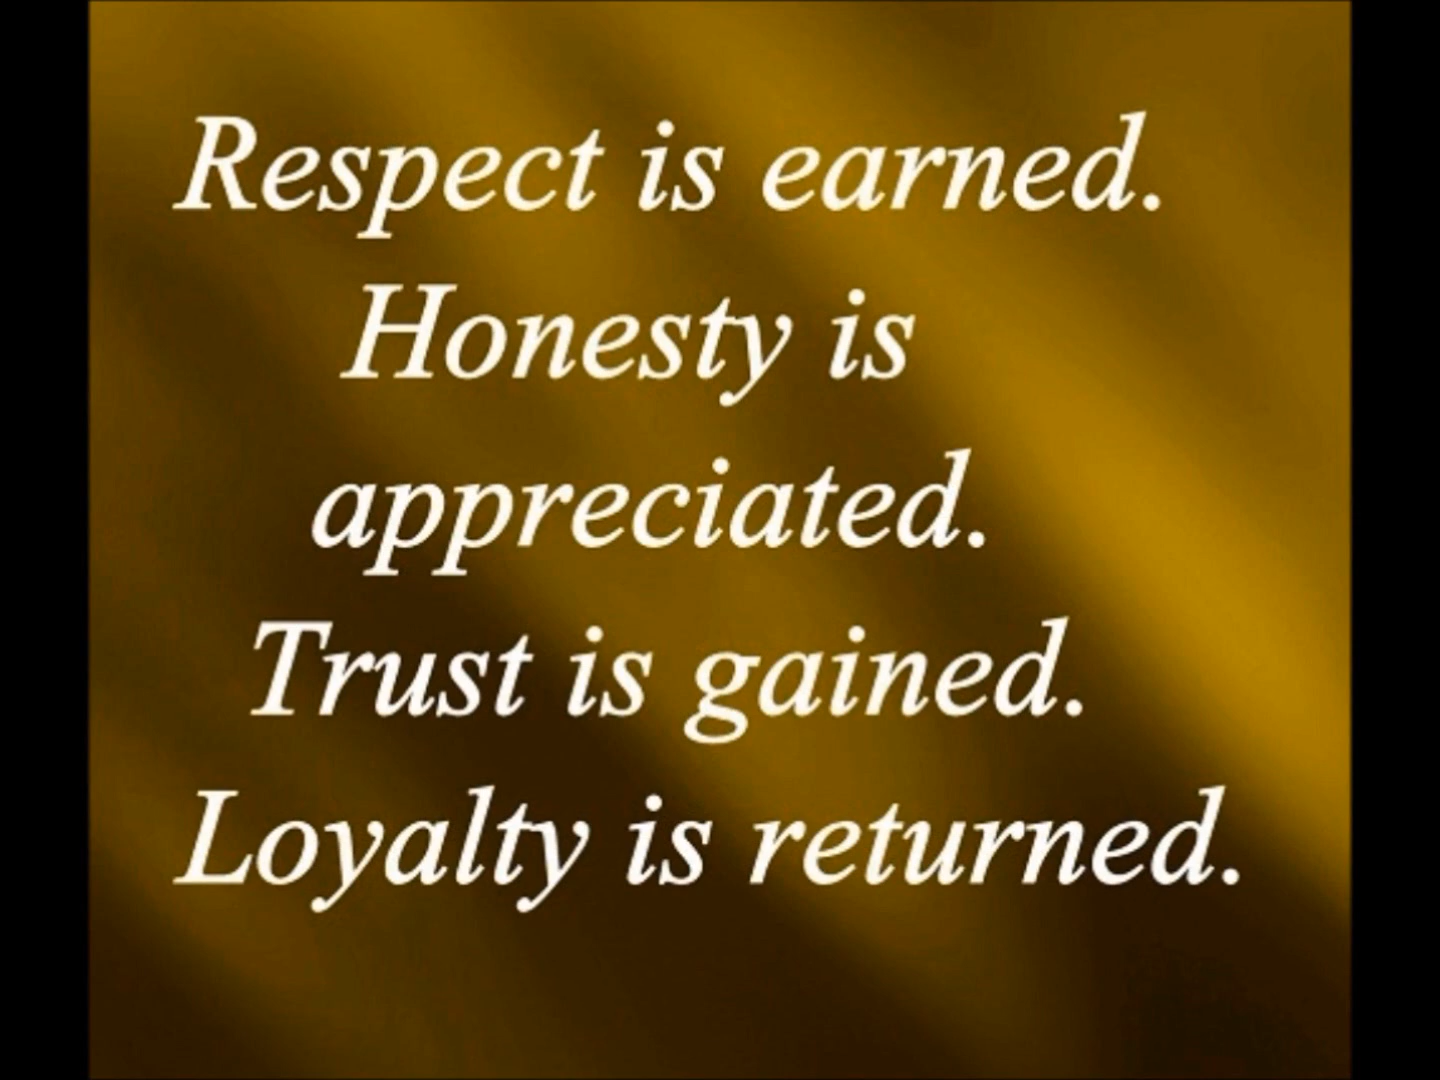 Respect is earned.
Honesty is
appreciated.
Trust is gained.
Loyalty is returned.